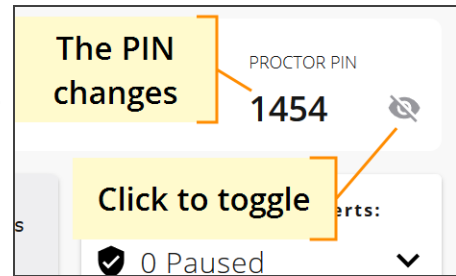 The PIN
changes
PROCTOR PIN
1454
Click to toggle
erts:
s
0 Paused